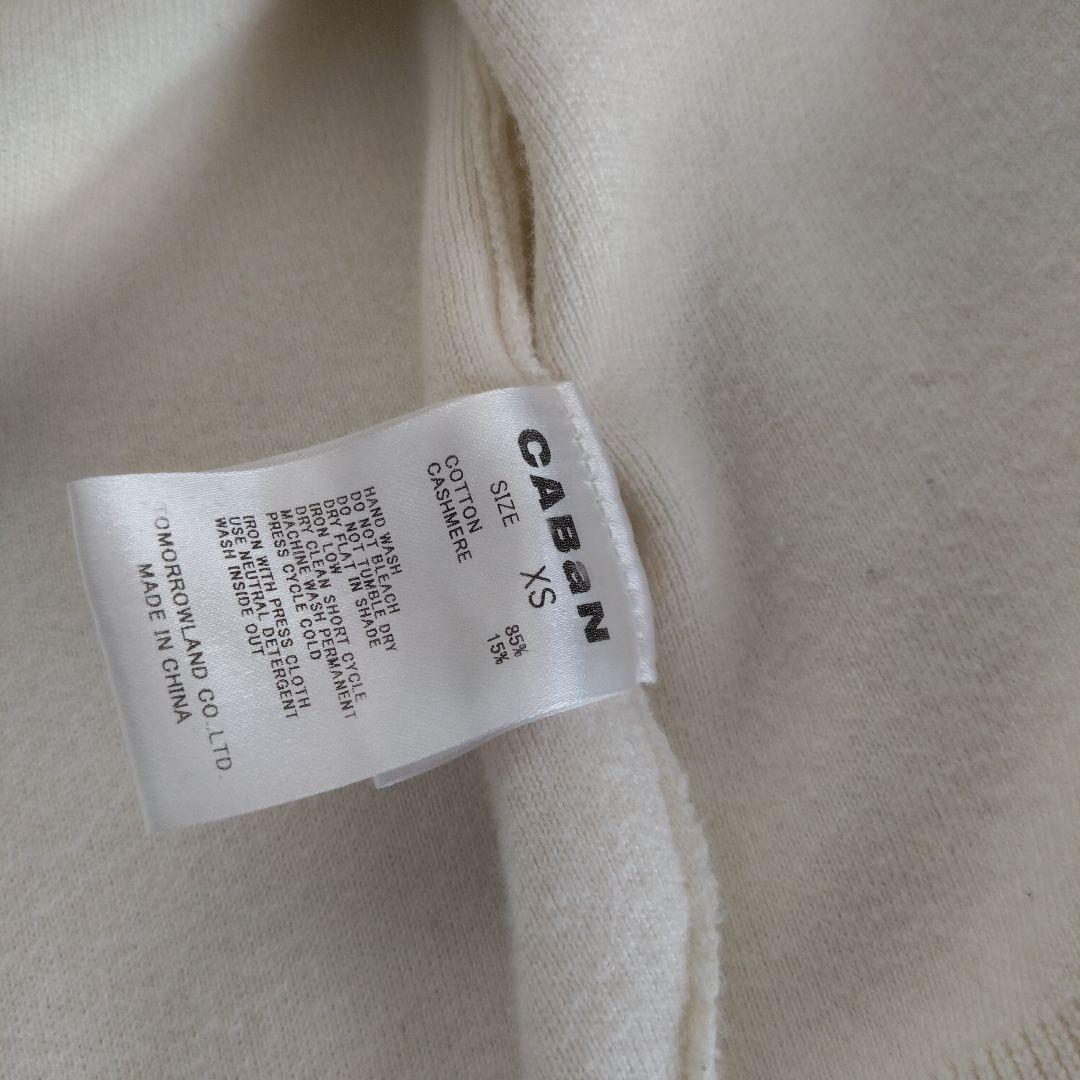 CABaN
SIZE XS
COTTON 85%
CASHMERE 15%
HAND WASH
DO NOT BLEACH
DO NOT TUMBLE DRY
DRY FLAT IN SHADE
IRON LOW
DRY CLEAN SHORT CYCLE
MACHINE WASH PERMANENT
PRESS CYCLE COLD
IRON WITH PRESS CLOTH
USE NEUTRAL DETERGENT
WASH INSIDE OUT
TOMORROWLAND CO.,LTD.
MADE IN CHINA